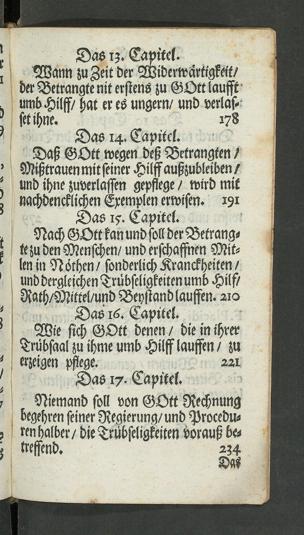 Das 13. Capitel.
Wann zu Zeit der Widerwärtigkeit/
der Betrangte nit erstens zu GOtt laufft
umb Hilff/ hat er es ungern/ und verlas-
set ihne. 178
Das 14. Capitel.
Daß GOtt wegen deß Betrangten /
Mißtrauen mit seiner Hilff außzubleiben /
und ihne zuverlassen gepflege / wird mit
nachdencklichen Exemplen erwisen. 191
Das 15. Capitel.
Nach GOtt kan und soll der Betrang-
te zu den Menschen/ und erschaffnen Mit-
len in Nöthen/ sonderlich Kranckheiten /
und dergleichen Trübseligkeiten umb Hilf/
Rath/Mittel/und Beystand lauffen. 210
Das 16. Capitel.
Wie sich GOtt denen / die in ihrer
Trübsaal zu ihme umb Hilff lauffen / zu
erzeigen pflege. 221
Das 17. Capitel.
Niemand soll von GOtt Rechnung
begehren seiner Regierung/ und Procedu-
ren halber/ die Trübseligkeiten vorauß be-
treffend. 234
Das